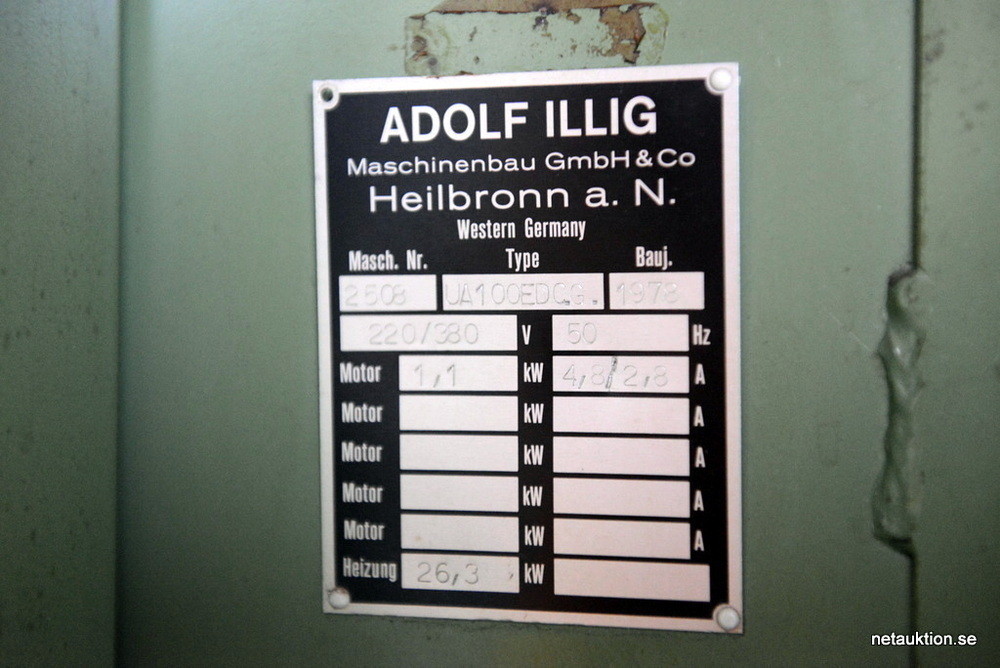 ADOLF ILLIG
Maschinenbau GmbH & Co
Heilbronn a. N.
Western Germany
Masch. Nr. Type Bauj.
2508 UA100EDCG. 1978
220/380 V 50 Hz
Motor 1,1 kW 4,8/2,8 A
Motor kW A
Motor kW A
Motor kW A
Motor kW A
Heizung 26,3 kW
netauktion.se